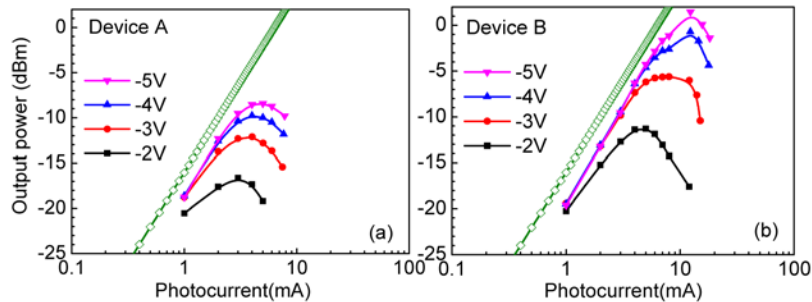 Device A
Output power (dBm)
0
-5
-10
-15
-20
-25
-5V
-4V
-3V
-2V
(a)
0.1
1
10
100
Photocurrent(mA)
Device B
0
-5
-10
-15
-20
-25
-5V
-4V
-3V
-2V
(b)
0.1
1
10
100
Photocurrent(mA)